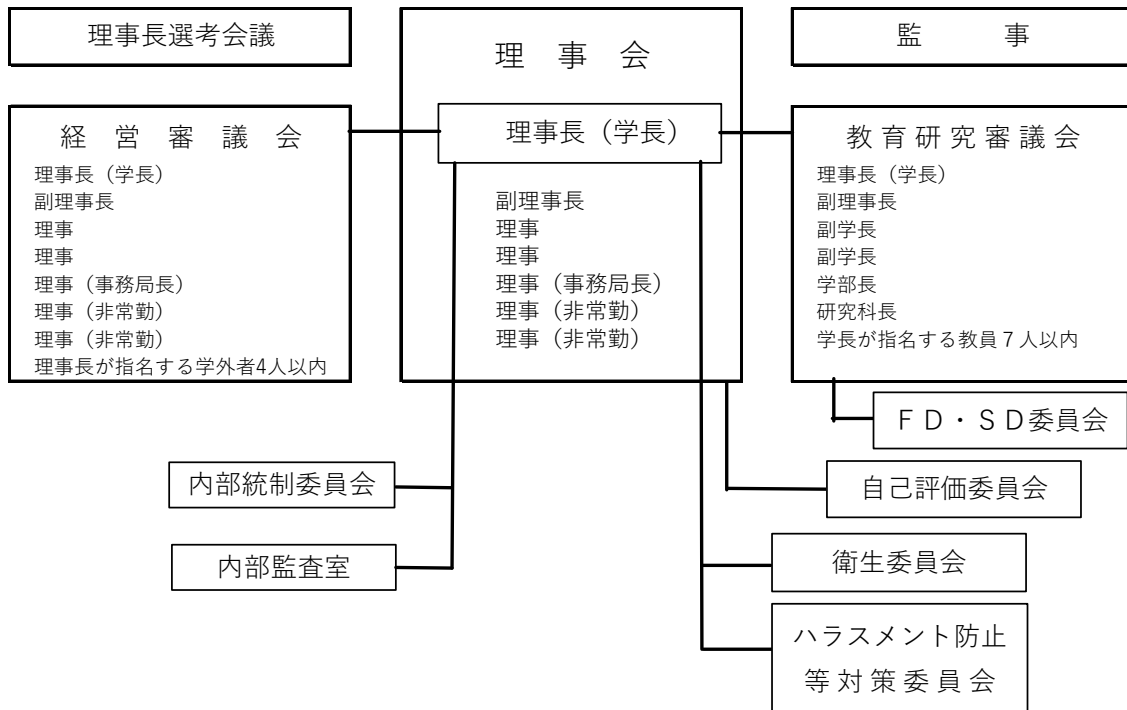 理事長選考会議
理 事 会
監 事
経 営 審 議 会
理事長（学長）
副理事長
理事
理事
理事（事務局長）
理事（非常勤）
理事（非常勤）
理事長が指名する学外者4人以内
理事長（学長）
副理事長
理事
理事
理事（事務局長）
理事（非常勤）
理事（非常勤）
教 育 研 究 審 議 会
理事長（学長）
副理事長
副学長
副学長
学部長
研究科長
学長が指名する教員７人以内
ＦＤ・ＳＤ委員会
内部統制委員会
自己評価委員会
内部監査室
衛生委員会
ハラスメント防止
等 対 策 委 員 会